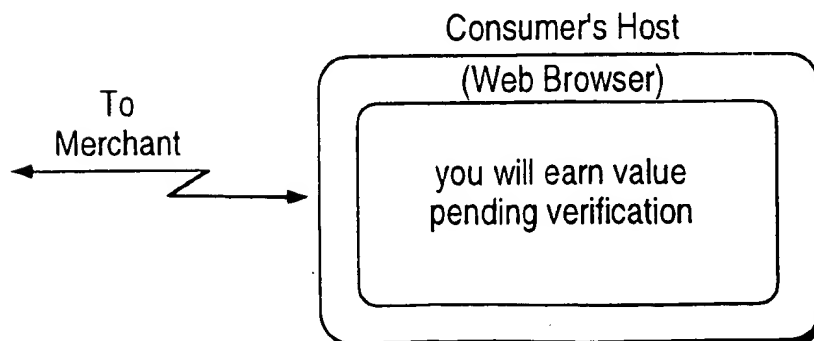 Consumer's Host
(Web Browser)
To
Merchant
you will earn value
pending verification